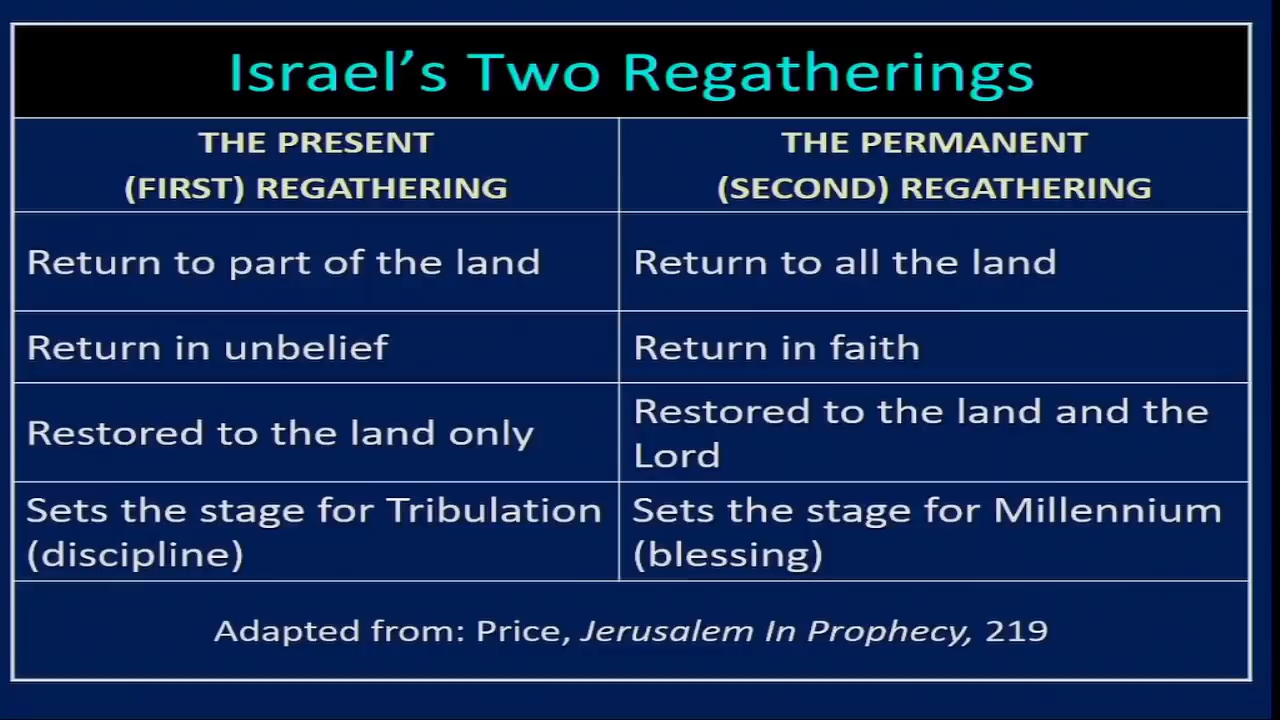 Israel’s Two Regatherings
THE PRESENT
(FIRST) REGATHERING
THE PERMANENT
(SECOND) REGATHERING
Return to part of the land
Return to all the land
Return in unbelief
Return in faith
Restored to the land only
Restored to the land and the
Lord
Sets the stage for Tribulation
(discipline)
Sets the stage for Millennium
(blessing)
Adapted from: Price, Jerusalem In Prophecy, 219